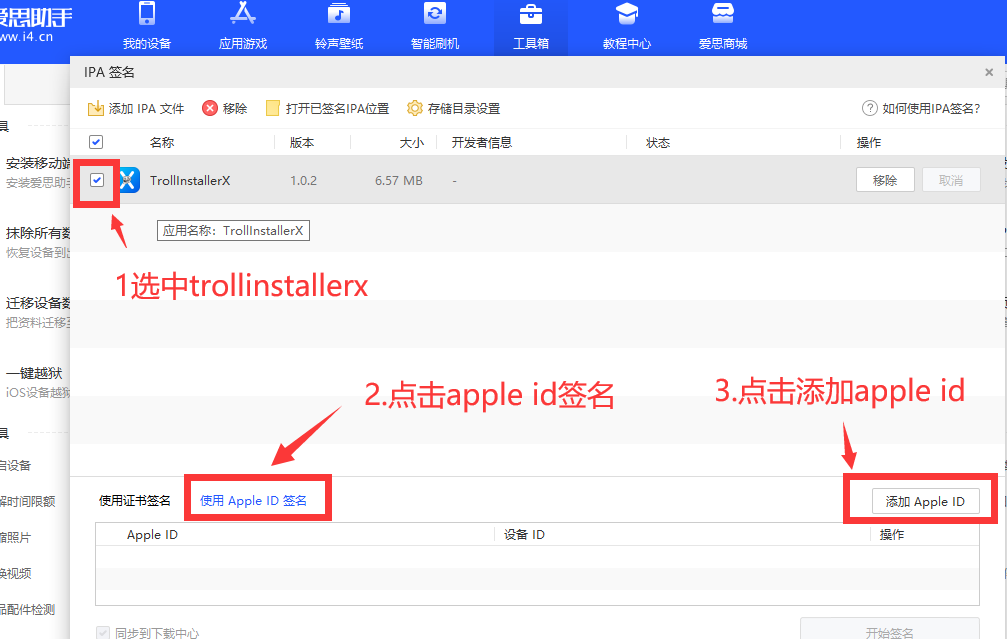 爱思助手
www.i4.cn
我的设备 应用游戏 铃声壁纸 智能刷机 工具箱 教程中心 爱思商城
IPA 签名
添加 IPA 文件 移除 打开已签名IPA位置 存储目录设置 如何使用IPA签名?
名称 版本 大小 开发者信息 状态 操作
具
安装移动端
安装爱思助手
TrollInstallerX 1.0.2 6.57 MB - 移除 取消
抹除所有数
恢复设备到出
应用名称：TrollInstallerX
1选中trollinstallerx
迁移设备数
把资料迁移至
一键越狱
iOS设备越狱
2.点击apple id签名
3.点击添加apple id
具
启设备
解时间限额
使用证书签名 使用 Apple ID 签名 添加 Apple ID
缩照片
Apple ID 设备 ID 操作
换视频
品配件检测
同步到下载中心 开始签名